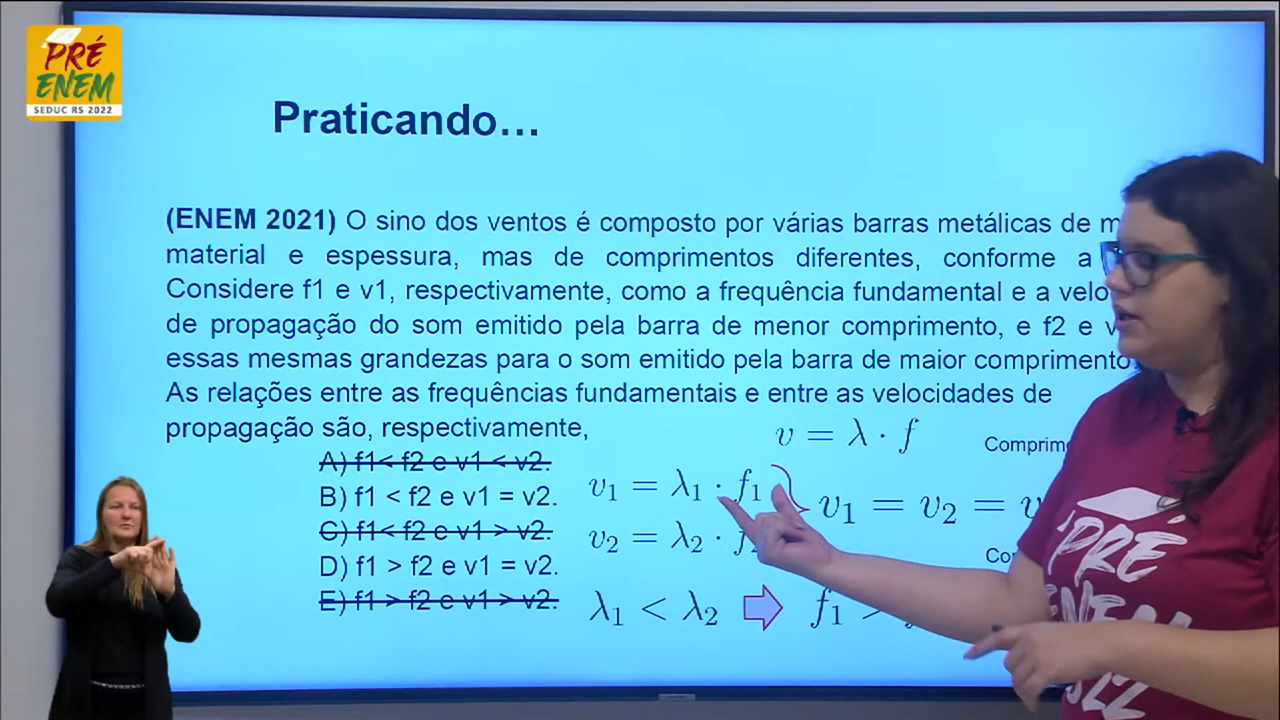 PRÉ
ENEM
SEDUC RS 2022
Praticando...
(ENEM 2021) O sino dos ventos é composto por várias barras metálicas de
material e espessura, mas de comprimentos diferentes, conforme a
Considere f1 e v1, respectivamente, como a frequência fundamental e a
de propagação do som emitido pela barra de menor comprimento, e f2 e
essas mesmas grandezas para o som emitido pela barra de maior comprimento
As relações entre as frequências fundamentais e entre as velocidades de
propagação são, respectivamente,
v = λ · f
A) f1< f2 e v1 < v2.
B) f1 < f2 e v1 = v2.
v₁ = λ₁ · f₁
v₁ = v₂ = v
C) f1< f2 e v1 > v2.
v₂ = λ₂ ·
D) f1 > f2 e v1 = v2.
E) f1 > f2 e v1 > v2.
λ₁ < λ₂ ⇒ f₁ >
PRÉ